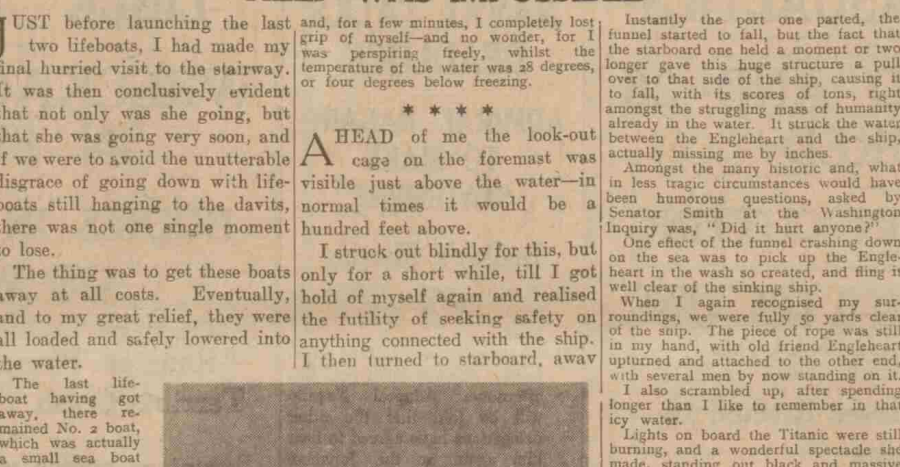 JUST before launching the last
two lifeboats, I had made my
final hurried visit to the stairway.
It was then conclusively evident
that not only was she going, but
that she was going very soon, and
if we were to avoid the unutterable
disgrace of going down with life-
boats still hanging to the davits,
there was not one single moment
to lose.
The thing was to get these boats
away at all costs. Eventually,
and to my great relief, they were
all loaded and safely lowered into
the water.
The last life-
boat having got
away, there re-
mained No. 2 boat,
which was actually
a small sea boat
and, for a few minutes, I completely lost
grip of myself—and no wonder, for I
was perspiring freely, whilst the
temperature of the water was 28 degrees,
or four degrees below freezing.
* * * *
AHEAD of me the look-out
cage on the foremast was
visible just above the water—in
normal times it would be a
hundred feet above.
I struck out blindly for this, but
only for a short while, till I got
hold of myself again and realised
the futility of seeking safety on
anything connected with the ship.
I then turned to starboard, away
Instantly the port one parted, the
funnel started to fall, but the fact that
the starboard one held a moment or two
longer gave this huge structure a pull
over to that side of the ship, causing it
to fall, with its scores of tons, right
amongst the struggling mass of humanity
already in the water. It struck the water
between the Engleheart and the ship,
actually missing me by inches.
Amongst the many historic and, what
in less tragic circumstances would have
been humorous questions, asked by
Senator Smith at the Washington
Inquiry was, " Did it hurt anyone?"
One effect of the funnel crashing down
on the sea was to pick up the Engle-
heart in the wash so created, and fling it
well clear of the sinking ship.
When I again recognised my sur-
roundings, we were fully 50 yards clear
of the ship. The piece of rope was still
in my hand, with old friend Engleheart
upturned and attached to the other end,
with several men by now standing on it.
I also scrambled up, after spending
longer than I like to remember in that
icy water.
Lights on board the Titanic were still
burning, and a wonderful spectacle she
made, standing out black and massive